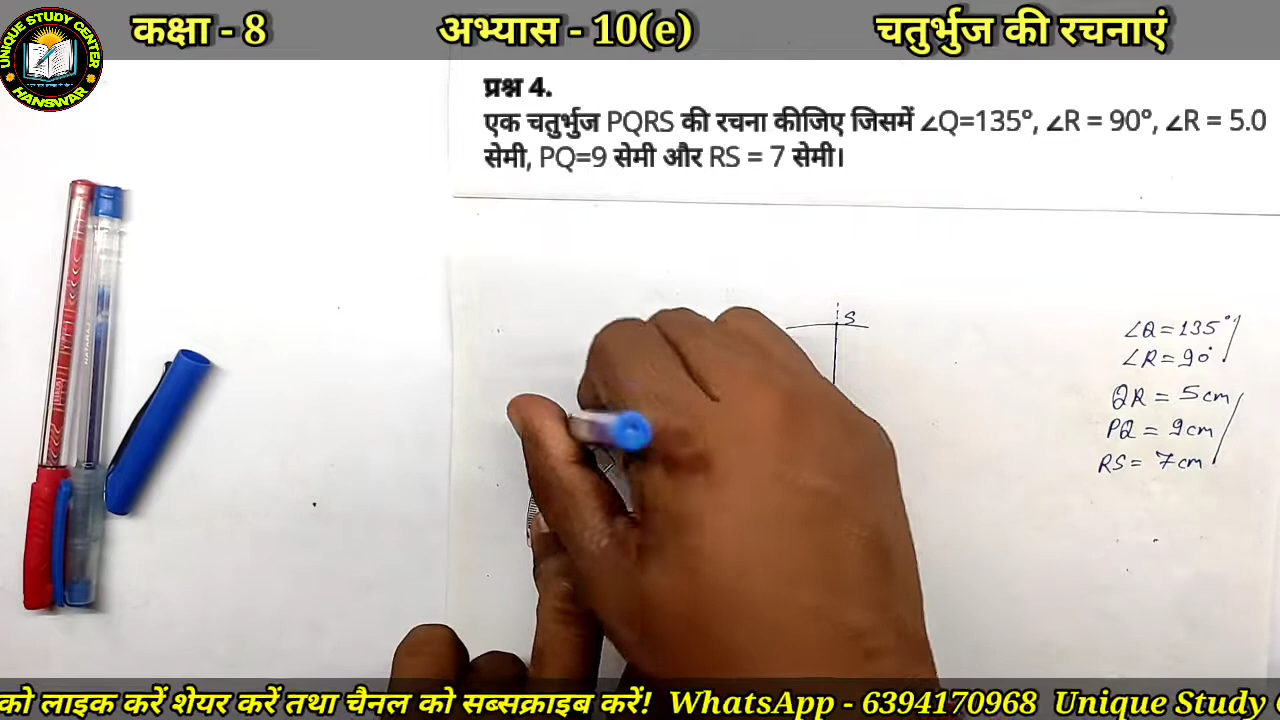 कक्षा - 8
अभ्यास - 10(e)
चतुर्भुज की रचनाएं
UNIQUE STUDY CENTER
HANSWAR
प्रश्न 4.
एक चतुर्भुज PQRS की रचना कीजिए जिसमें ∠Q=135°, ∠R = 90°, ∠R = 5.0
सेमी, PQ=9 सेमी और RS = 7 सेमी।
S
∠Q = 135°
∠R = 90°
QR = 5cm
PQ = 9cm
RS = 7cm
को लाइक करें शेयर करें तथा चैनल को सब्सक्राइब करें! WhatsApp - 6394170968 Unique Study